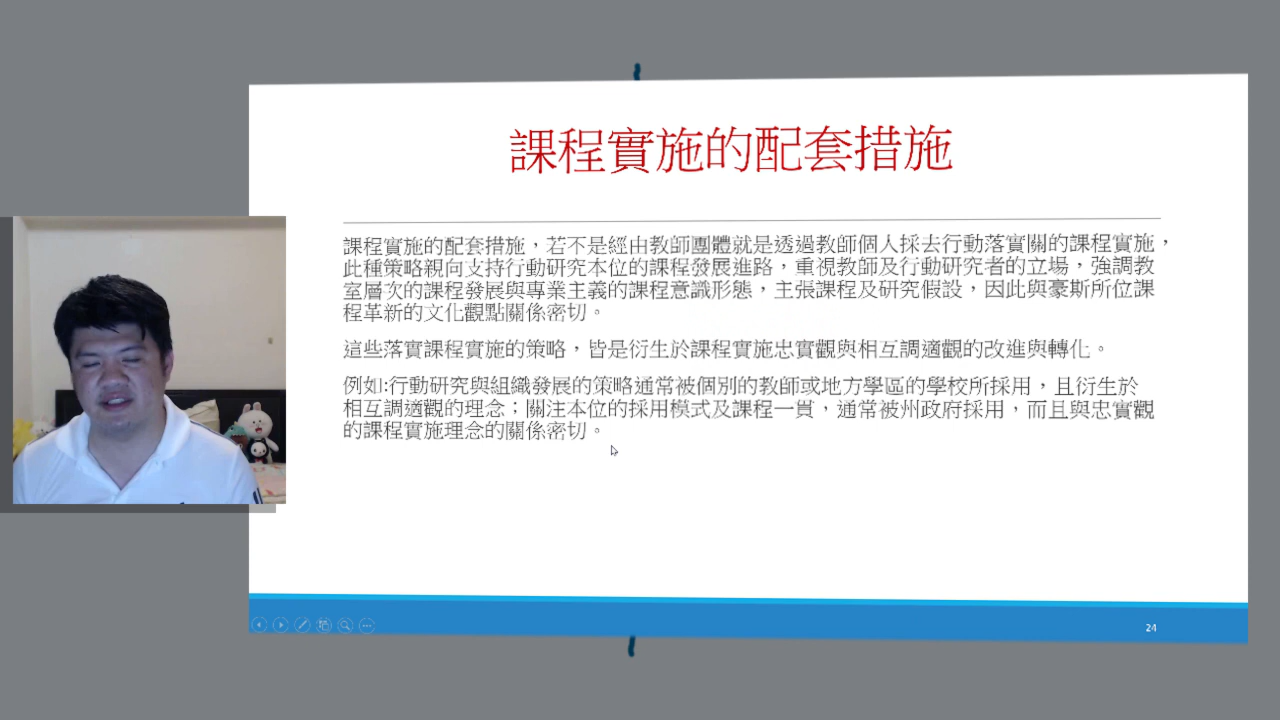 課程實施的配套措施
課程實施的配套措施，若不是經由教師團體就是透過教師個人採去行動落實關的課程實施，
此種策略親向支持行動研究本位的課程發展進路，重視教師及行動研究者的立場，強調教
室層次的課程發展與專業主義的課程意識形態，主張課程及研究假設，因此與豪斯所位課
程革新的文化觀點關係密切。
這些落實課程實施的策略，皆是衍生於課程實施忠實觀與相互調適觀的改進與轉化。
例如:行動研究與組織發展的策略通常被個別的教師或地方學區的學校所採用，且衍生於
相互調適觀的理念；關注本位的採用模式及課程一貫，通常被州政府採用，而且與忠實觀
的課程實施理念的關係密切。
24